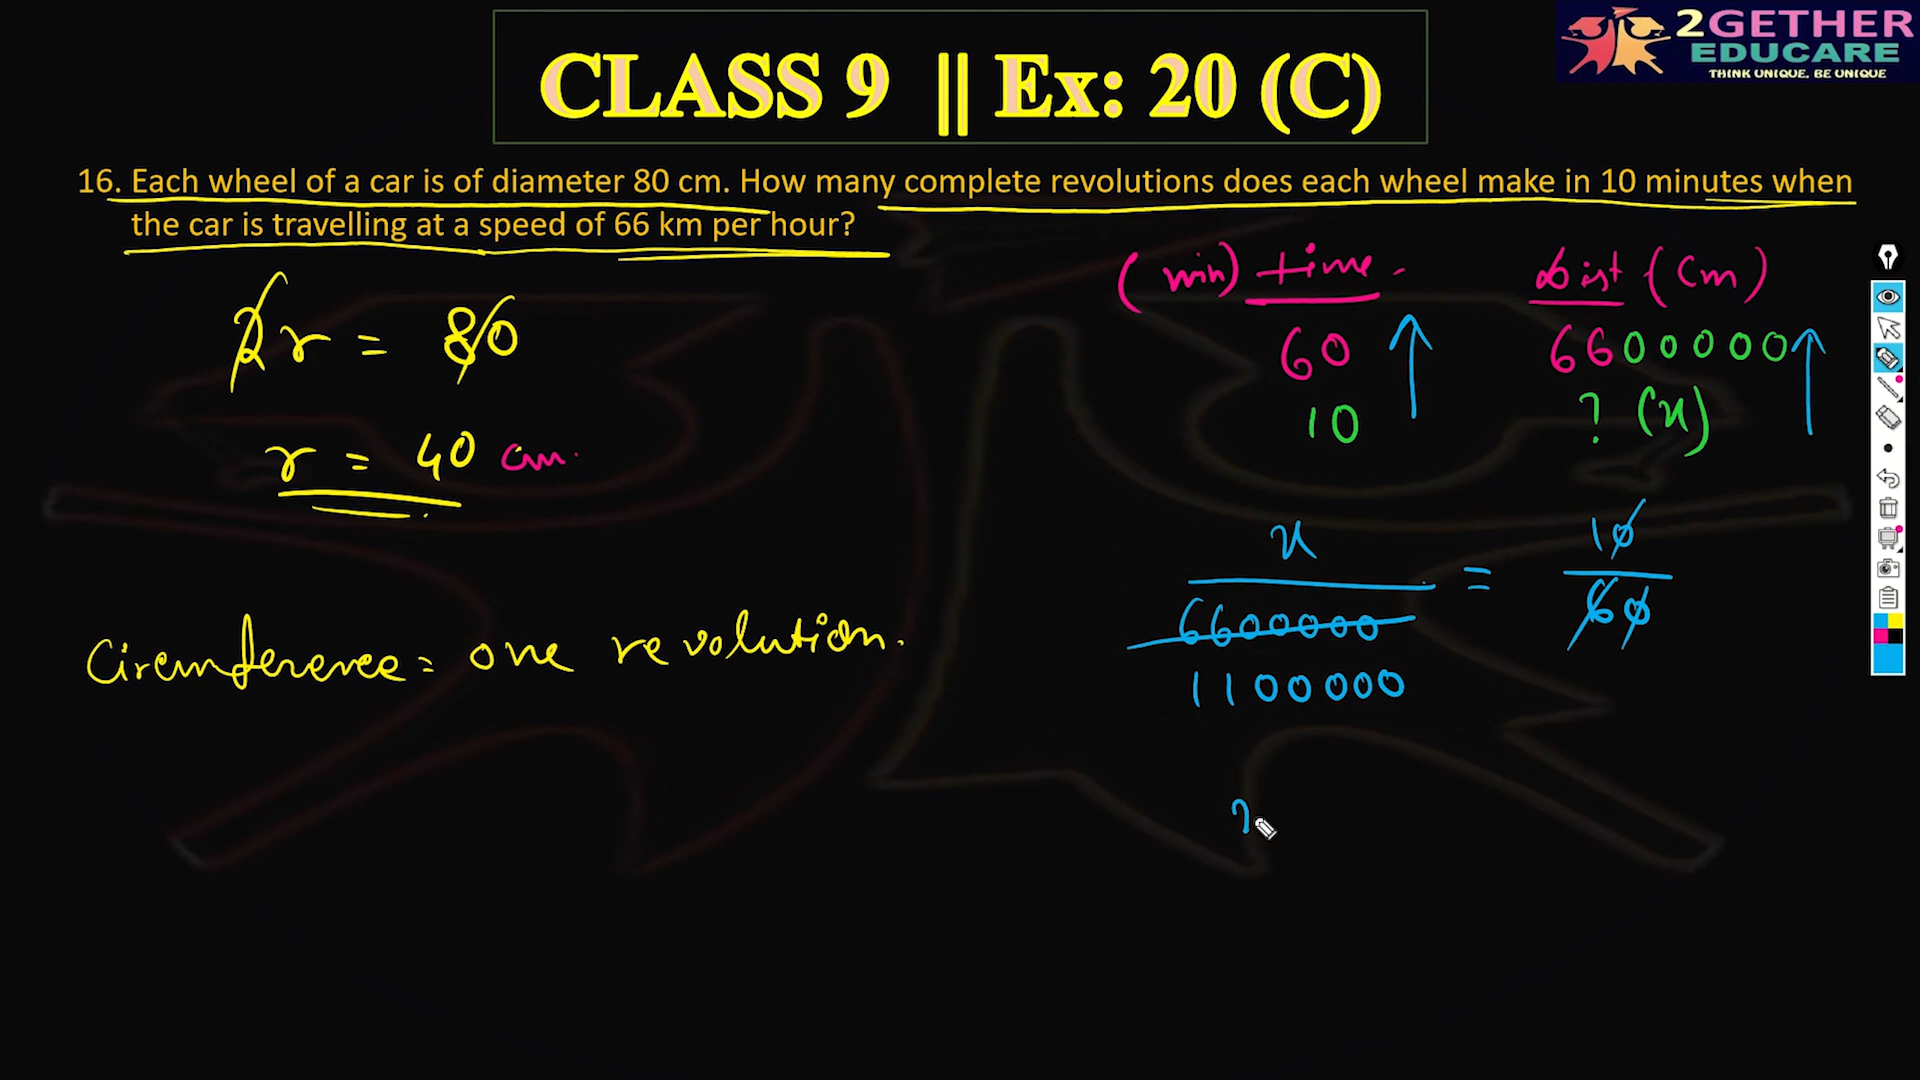 2GETHER
EDUCARE
THINK UNIQUE. BE UNIQUE
CLASS 9 || Ex: 20 (C)
16. Each wheel of a car is of diameter 80 cm. How many complete revolutions does each wheel make in 10 minutes when
the car is travelling at a speed of 66 km per hour?
2r = 80
r = 40 cm.
Circumference = one revolution.
(min) time. Dist (cm)
60 6600000
10 ? (x)
x = 10
6600000 60
1100000